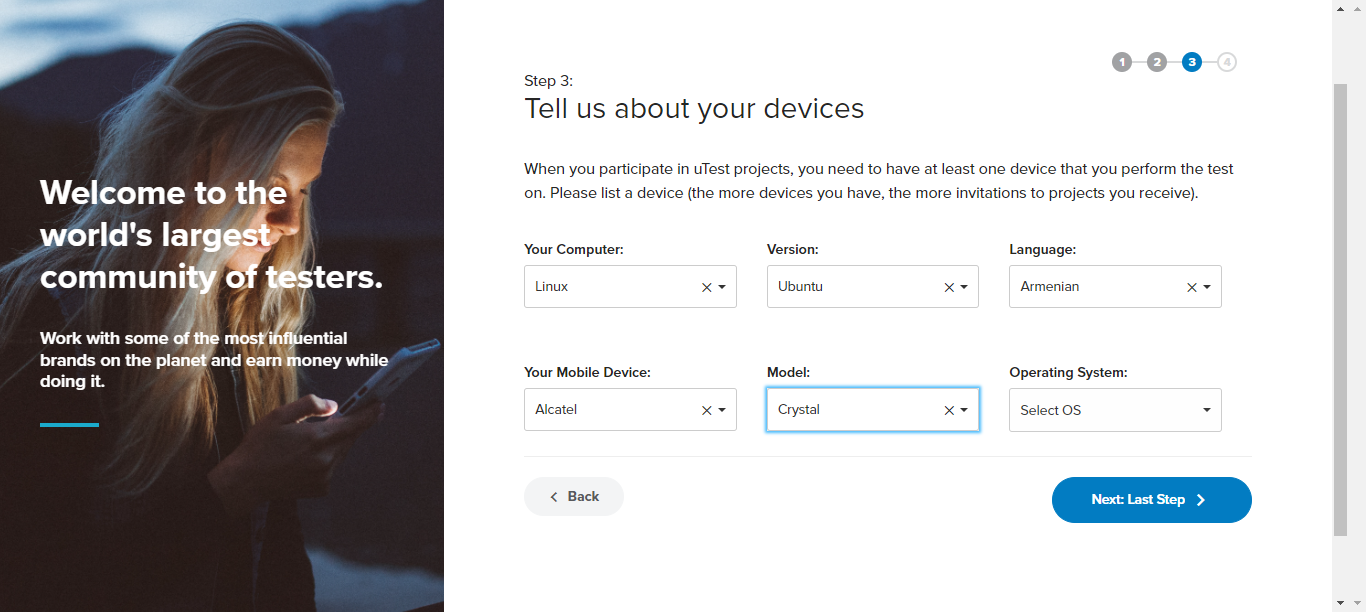 Welcome to the
world's largest
community of testers.
Work with some of the most influential
brands on the planet and earn money while
doing it.
1 2 3 4
Step 3:
Tell us about your devices
When you participate in uTest projects, you need to have at least one device that you perform the test
on. Please list a device (the more devices you have, the more invitations to projects you receive).
Your Computer: Version: Language:
Linux Ubuntu Armenian
Your Mobile Device: Model: Operating System:
Alcatel Crystal Select OS
Back Next: Last Step